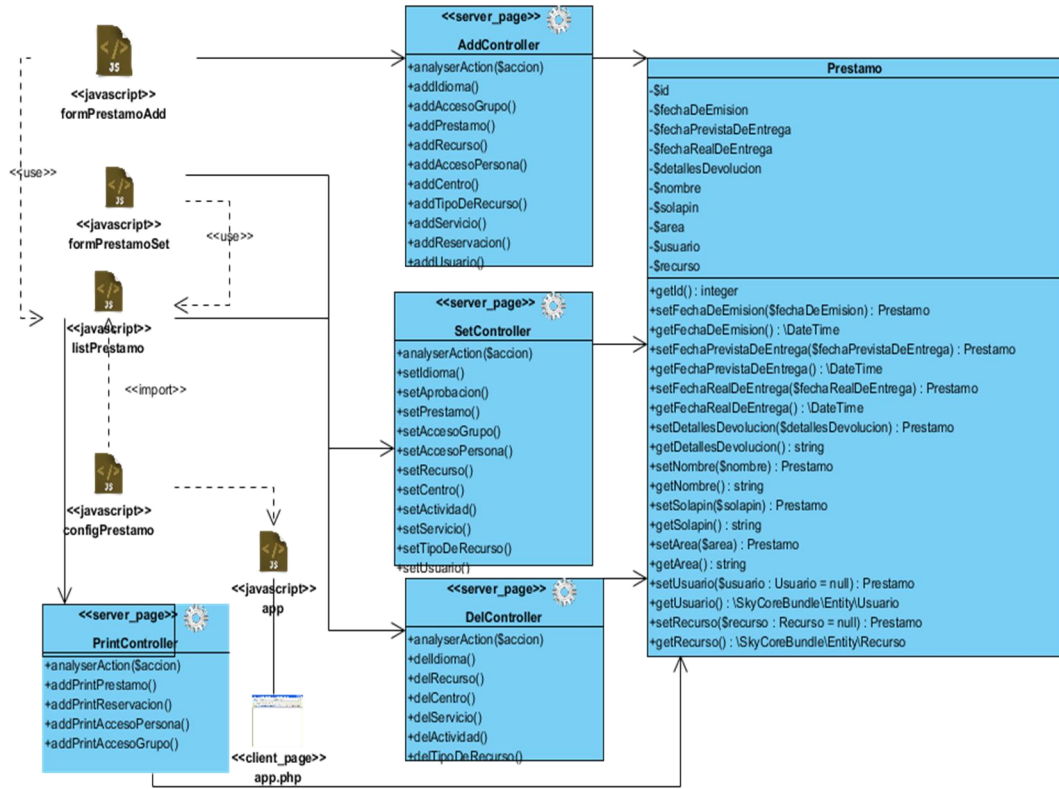 <<javascript>>
formPrestamoAdd
<<use>>
<<javascript>>
formPrestamoSet
<<use>>
<<javascript>>
listPrestamo
<<import>>
<<javascript>>
configPrestamo
<<javascript>>
app
<<client_page>>
app.php
<<server_page>>
PrintController
+analyserAction($accion)
+addPrintPrestamo()
+addPrintReservacion()
+addPrintAccesoPersona()
+addPrintAccesoGrupo()
<<server_page>>
AddController
+analyserAction($accion)
+addIdioma()
+addAccesoGrupo()
+addPrestamo()
+addRecurso()
+addAccesoPersona()
+addCentro()
+addTipoDeRecurso()
+addServicio()
+addReservacion()
+addUsuario()
<<server_page>>
SetController
+analyserAction($accion)
+setIdioma()
+setAprobacion()
+setPrestamo()
+setAccesoGrupo()
+setAccesoPersona()
+setRecurso()
+setCentro()
+setActividad()
+setServicio()
+setTipoDeRecurso()
+setUsuario()
<<server_page>>
DelController
+analyserAction($accion)
+delIdioma()
+delRecurso()
+delCentro()
+delServicio()
+delActividad()
+delTipoDeRecurso()
Prestamo
-$id
-$fechaDeEmision
-$fechaPrevistaDeEntrega
-$fechaRealDeEntrega
-$detallesDevolucion
-$nombre
-$solapin
-$area
-$usuario
-$recurso
+getId() : integer
+setFechaDeEmision($fechaDeEmision) : Prestamo
+getFechaDeEmision() : \DateTime
+setFechaPrevistaDeEntrega($fechaPrevistaDeEntrega) : Prestamo
+getFechaPrevistaDeEntrega() : \DateTime
+setFechaRealDeEntrega($fechaRealDeEntrega) : Prestamo
+getFechaRealDeEntrega() : \DateTime
+setDetallesDevolucion($detallesDevolucion) : Prestamo
+getDetallesDevolucion() : string
+setNombre($nombre) : Prestamo
+getNombre() : string
+setSolapin($solapin) : Prestamo
+getSolapin() : string
+setArea($area) : Prestamo
+getArea() : string
+setUsuario($usuario : Usuario = null) : Prestamo
+getUsuario() : \SkyCoreBundle\Entity\Usuario
+setRecurso($recurso : Recurso = null) : Prestamo
+getRecurso() : \SkyCoreBundle\Entity\Recurso